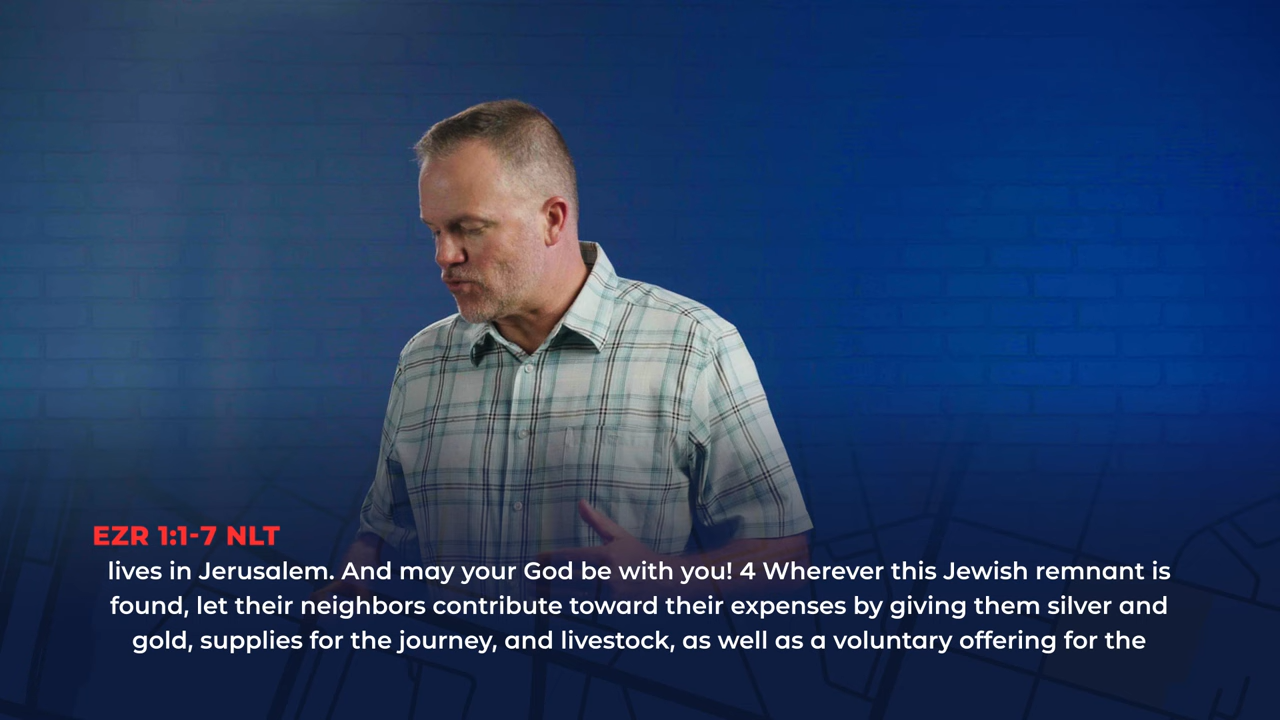 EZR 1:1-7 NLT
lives in Jerusalem. And may your God be with you! 4 Wherever this Jewish remnant is
found, let their neighbors contribute toward their expenses by giving them silver and
gold, supplies for the journey, and livestock, as well as a voluntary offering for the